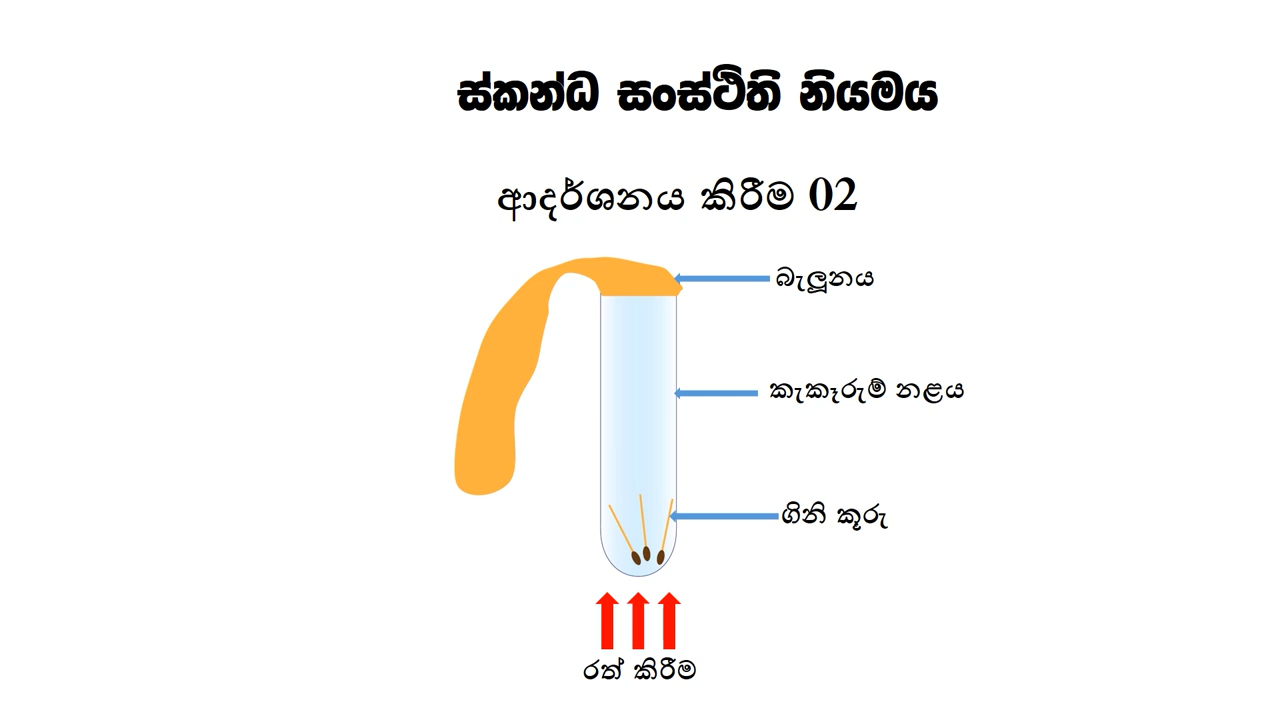 ස්කන්ධ සංස්ථිති නියමය
ආදර්ශනය කිරීම 02
බැලූනය
කැකෑරුම් නළය
ගිනි කූරු
රත් කිරීම